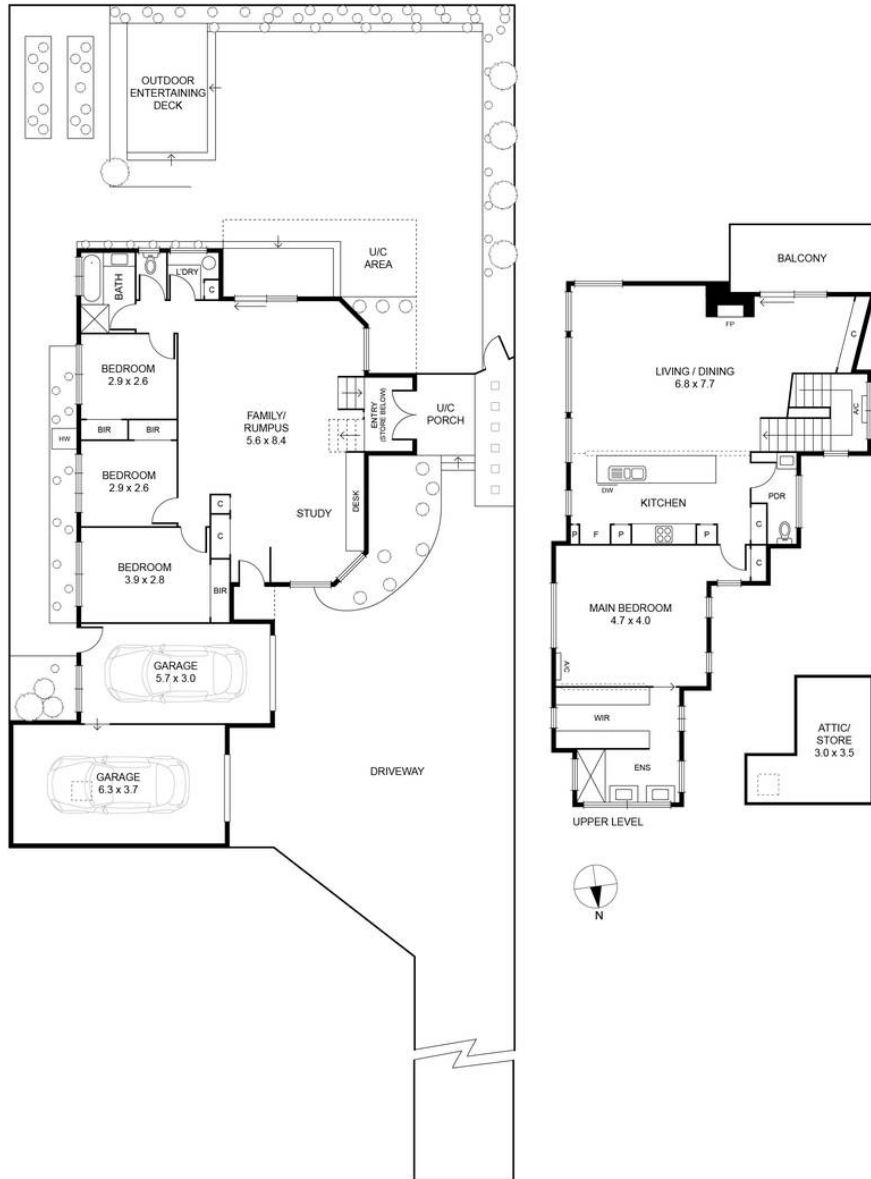 OUTDOOR
ENTERTAINING
DECK
U/C
AREA
BATH
L'DRY
C
BEDROOM
2.9 x 2.6
BIR
BIR
HW
BEDROOM
2.9 x 2.6
BEDROOM
3.9 x 2.8
BIR
C
C
FAMILY/
RUMPUS
5.6 x 8.4
STUDY
DESK
ENTRY
(STORE BELOW)
U/C
PORCH
GARAGE
5.7 x 3.0
GARAGE
6.3 x 3.7
DRIVEWAY
BALCONY
FP
C
LIVING / DINING
6.8 x 7.7
A/C
DW
KITCHEN
PDR
C
P
F
P
P
C
MAIN BEDROOM
4.7 x 4.0
A/C
WIR
ENS
UPPER LEVEL
ATTIC/
STORE
3.0 x 3.5
N